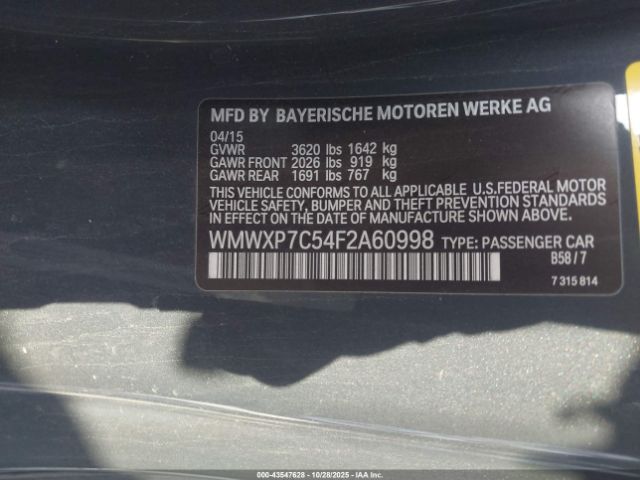 MFD BY BAYERISCHE MOTOREN WERKE AG
04/15
GVWR 3620 lbs 1642 kg
GAWR FRONT 2026 lbs 919 kg
GAWR REAR 1691 lbs 767 kg
THIS VEHICLE CONFORMS TO ALL APPLICABLE U.S.FEDERAL MOTOR
VEHICLE SAFETY, BUMPER AND THEFT PREVENTION STANDARDS
IN EFFECT ON THE DATE OF MANUFACTURE SHOWN ABOVE.
WMWXP7C54F2A60998 TYPE: PASSENGER CAR
B58 / 7
7 315 814
000-43547628 | 10/28/2025 | IAA HOLDINGS, LLC